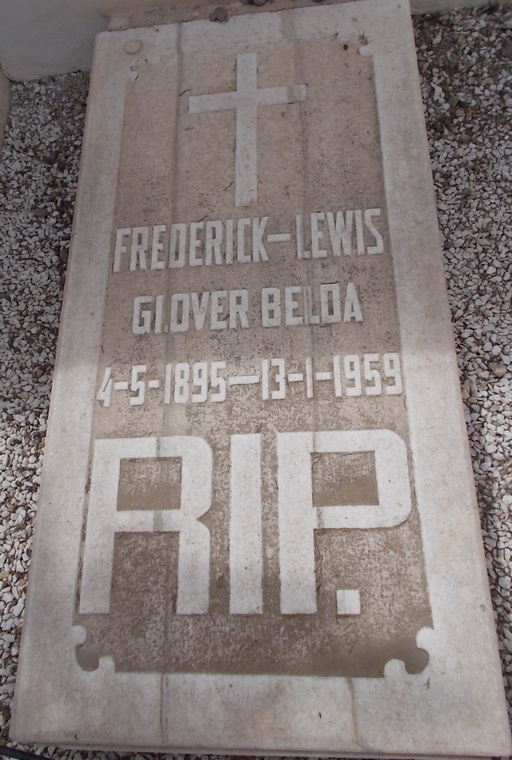 FREDERICK-LEWIS
GLOVER BELDA
4-5-1895-13-1-1959
RIP.